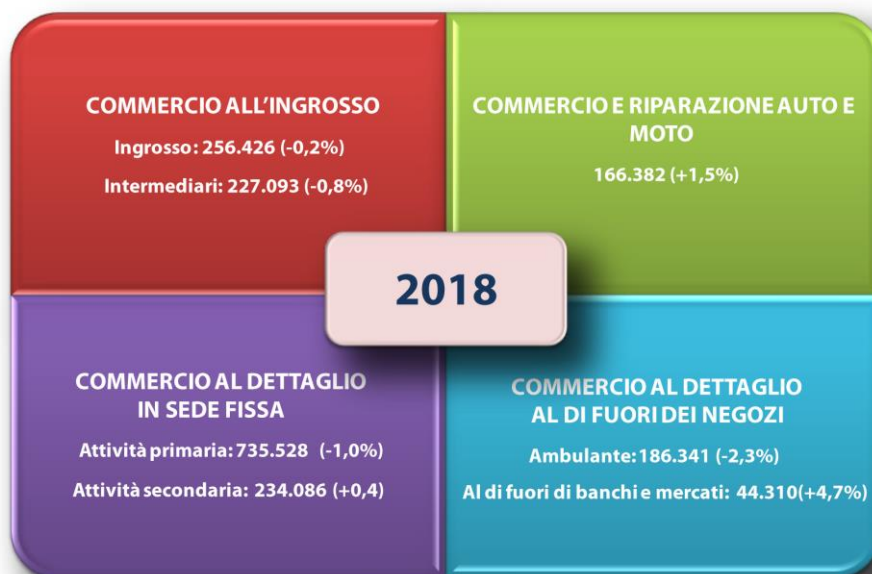 COMMERCIO ALL'INGROSSO
Ingrosso: 256.426 (-0,2%)
Intermediari: 227.093 (-0,8%)
COMMERCIO E RIPARAZIONE AUTO E
MOTO
166.382 (+1,5%)
2018
COMMERCIO AL DETTAGLIO
IN SEDE FISSA
Attività primaria: 735.528 (-1,0%)
Attività secondaria: 234.086 (+0,4)
COMMERCIO AL DETTAGLIO
AL DI FUORI DEI NEGOZI
Ambulante: 186.341 (-2,3%)
Al di fuori di banchi e mercati: 44.310(+4,7%)